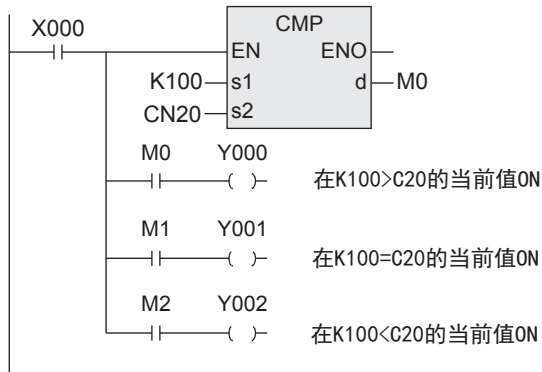 X000
CMP
EN ENO
K100 s1 d M0
CN20 s2
M0 Y000
在K100>C20的当前值ON
M1 Y001
在K100=C20的当前值ON
M2 Y002
在K100<C20的当前值ON